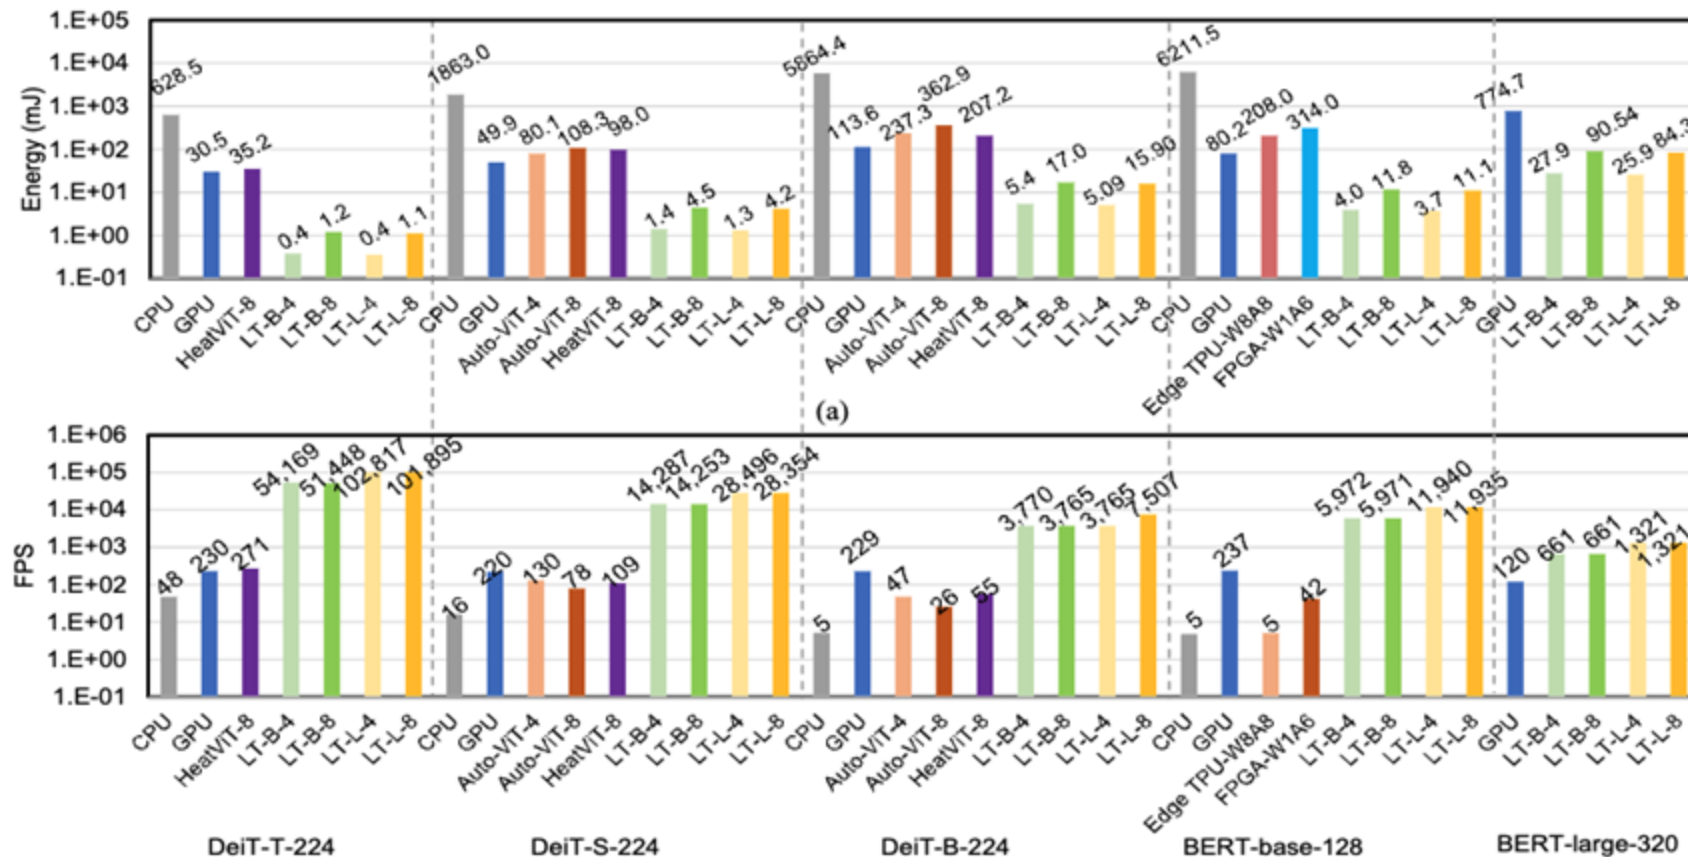 1.E+05
1.E+04
1.E+03
1.E+02
1.E+01
1.E+00
1.E-01
Energy (mJ)
628.5 30.5 35.2 0.4 1.2 0.4 1.1
1863.0 49.9 80.1 108.3 98.0 1.4 4.5 1.3 4.2
5864.4 113.6 237.3 362.9 207.2 5.4 17.0 5.09 15.90
6211.5 80.2 208.0 314.0 4.0 11.8 3.7 11.1
774.7 27.9 90.54 25.9 84.3
CPU GPU HeatViT-8 LT-B-4 LT-B-8 LT-L-4 LT-L-8
CPU GPU Auto-ViT-4 Auto-ViT-8 HeatViT-8 LT-B-4 LT-B-8 LT-L-4 LT-L-8
CPU GPU Auto-ViT-4 Auto-ViT-8 HeatViT-8 LT-B-4 LT-B-8 LT-L-4 LT-L-8
CPU GPU Edge TPU-W8A8 FPGA-W1A6 LT-B-4 LT-B-8 LT-L-4 LT-L-8
GPU LT-B-4 LT-B-8 LT-L-4 LT-L-8
(a)
1.E+06
1.E+05
1.E+04
1.E+03
1.E+02
1.E+01
1.E+00
1.E-01
FPS
48 230 271 54,169 51,448 102,817 101,895
16 220 130 78 109 14,287 14,253 28,496 28,354
5 229 47 26 55 3,770 3,765 3,765 7,507
5 237 5 42 5,972 5,971 11,940 11,935
120 661 661 1,321 1,321
CPU GPU HeatViT-8 LT-B-4 LT-B-8 LT-L-4 LT-L-8
CPU GPU Auto-ViT-4 Auto-ViT-8 HeatViT-8 LT-B-4 LT-B-8 LT-L-4 LT-L-8
CPU GPU Auto-ViT-4 Auto-ViT-8 HeatViT-8 LT-B-4 LT-B-8 LT-L-4 LT-L-8
CPU GPU Edge TPU-W8A8 FPGA-W1A6 LT-B-4 LT-B-8 LT-L-4 LT-L-8
GPU LT-B-4 LT-B-8 LT-L-4 LT-L-8
DeiT-T-224 DeiT-S-224 DeiT-B-224 BERT-base-128 BERT-large-320